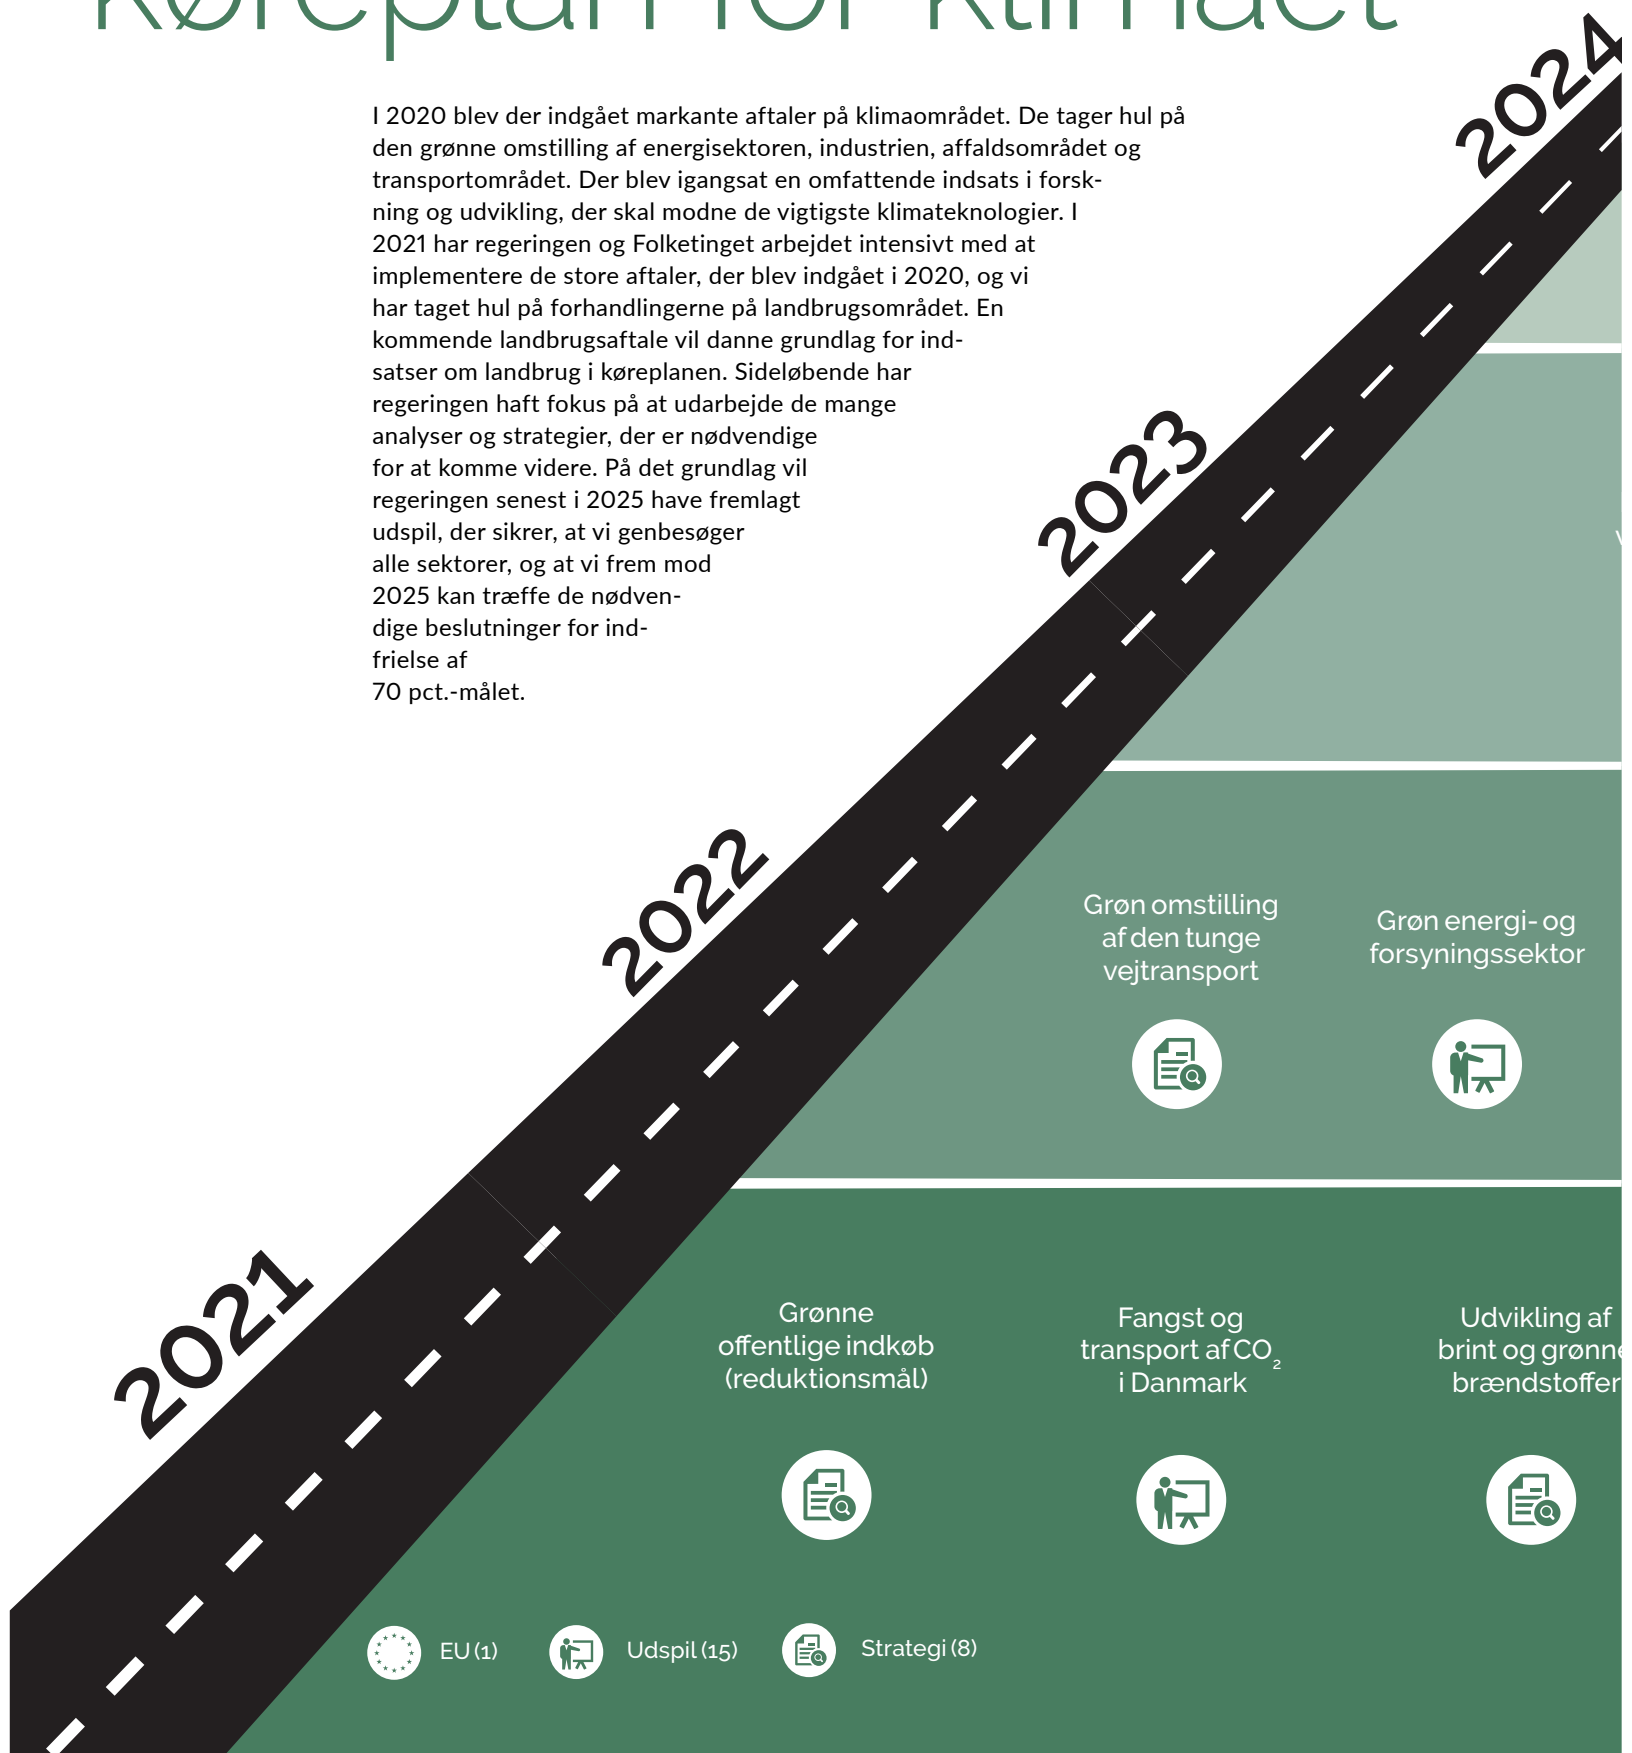 køreplan for klimaet
2024
I 2020 blev der indgået markante aftaler på klimaområdet. De tager hul på
den grønne omstilling af energisektoren, industrien, affaldsområdet og
transportområdet. Der blev igangsat en omfattende indsats i forsk-
ning og udvikling, der skal modne de vigtigste klimateknologier. I
2021 har regeringen og Folketinget arbejdet intensivt med at
implementere de store aftaler, der blev indgået i 2020, og vi
har taget hul på forhandlingerne på landbrugsområdet. En
kommende landbrugsaftale vil danne grundlag for ind-
satser om landbrug i køreplanen. Sideløbende har
regeringen haft fokus på at udarbejde de mange
analyser og strategier, der er nødvendige
for at komme videre. På det grundlag vil
regeringen senest i 2025 have fremlagt
udspil, der sikrer, at vi genbesøger
alle sektorer, og at vi frem mod
2025 kan træffe de nødven-
dige beslutninger for ind-
frielse af
70 pct.-målet.
2023
2022
Grøn omstilling
af den tunge
vejtransport
Grøn energi- og
forsyningssektor
2021
Grønne
offentlige indkøb
(reduktionsmål)
Fangst og
transport af CO₂
i Danmark
Udvikling af
brint og grønne
brændstoffer
EU (1)
Udspil (15)
Strategi (8)